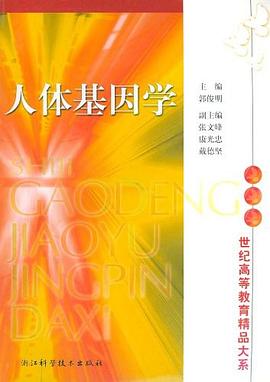 主 编
郭俊明
副主编
张文峰
康光忠
戴德坚
人体基因学
SHIJI
GAODENG
JIAOYU
JINGPIN
DAXI
世纪高等教育精品大系
浙江科学技术出版社